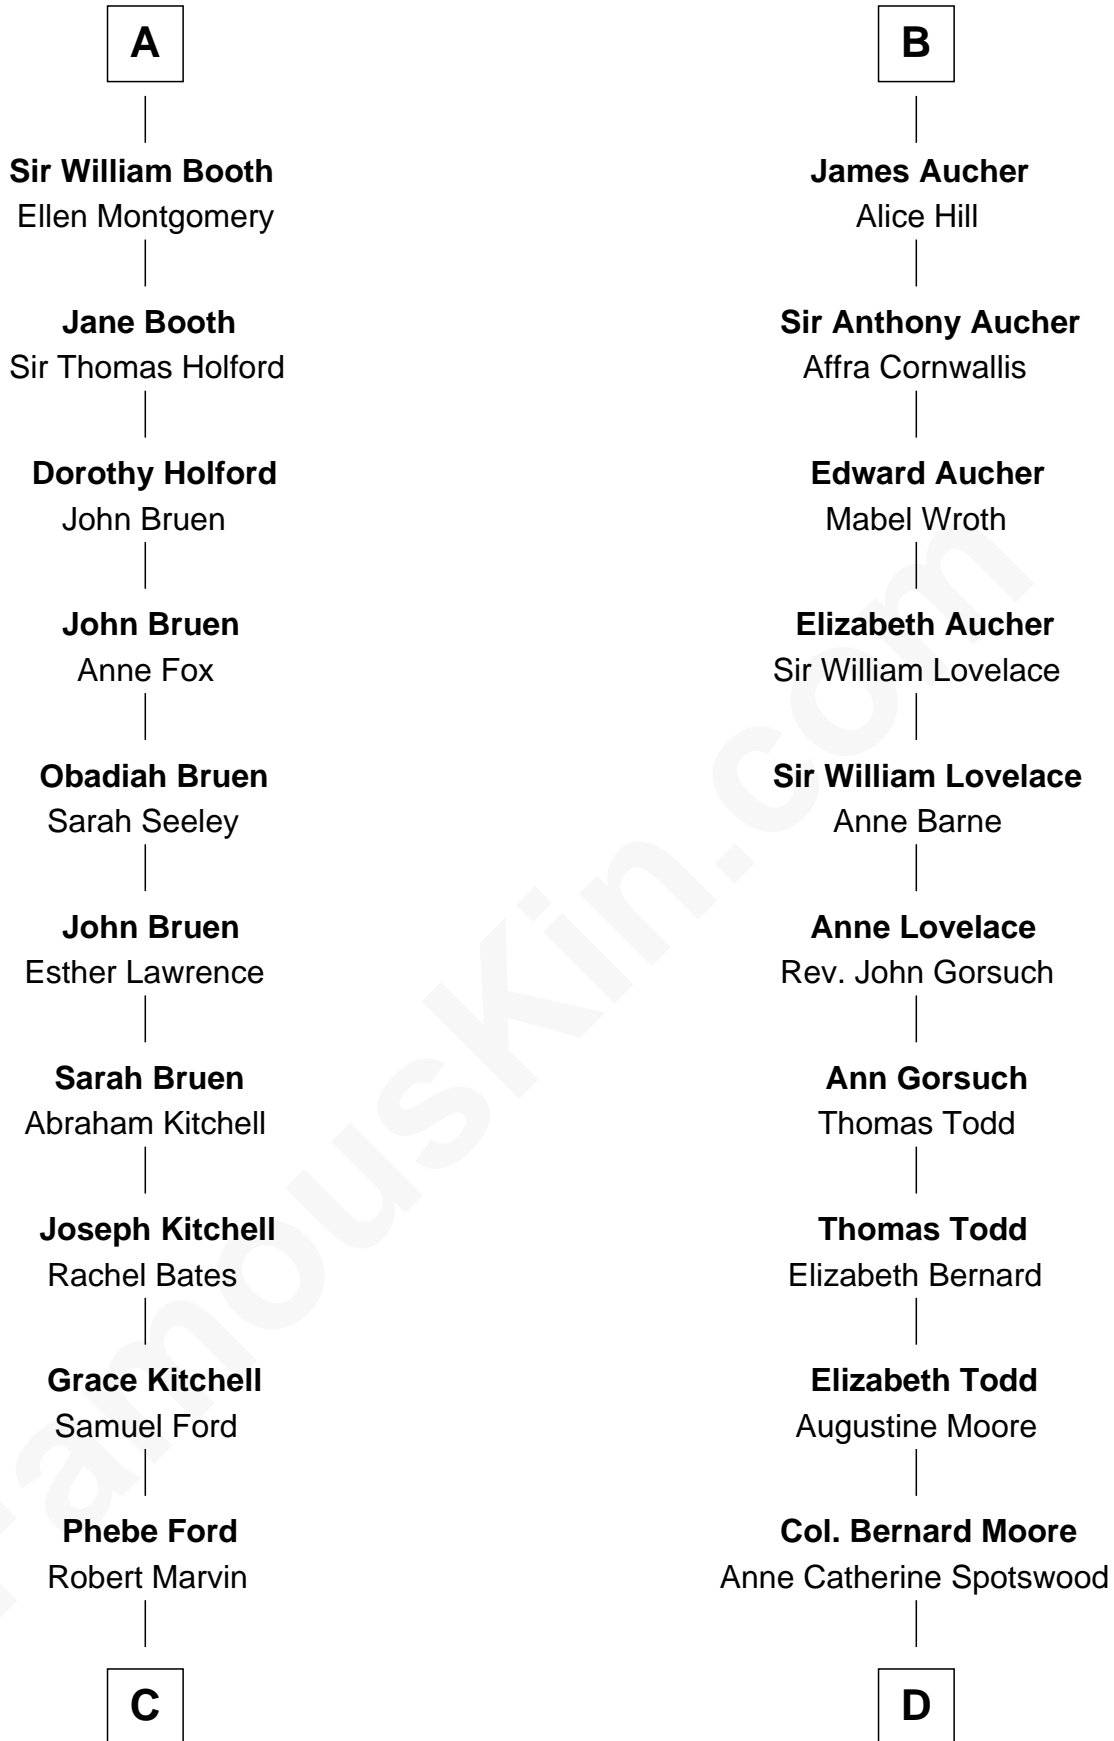 A
Sir William Booth
Ellen Montgomery
Jane Booth
Sir Thomas Holford
Dorothy Holford
John Bruen
John Bruen
Anne Fox
Obadiah Bruen
Sarah Seeley
John Bruen
Esther Lawrence
Sarah Bruen
Abraham Kitchell
Joseph Kitchell
Rachel Bates
Grace Kitchell
Samuel Ford
Phebe Ford
Robert Marvin
C
B
James Aucher
Alice Hill
Sir Anthony Aucher
Affra Cornwallis
Edward Aucher
Mabel Wroth
Elizabeth Aucher
Sir William Lovelace
Sir William Lovelace
Anne Barne
Anne Lovelace
Rev. John Gorsuch
Ann Gorsuch
Thomas Todd
Thomas Todd
Elizabeth Bernard
Elizabeth Todd
Augustine Moore
Col. Bernard Moore
Anne Catherine Spotswood
D
FamousKin.com